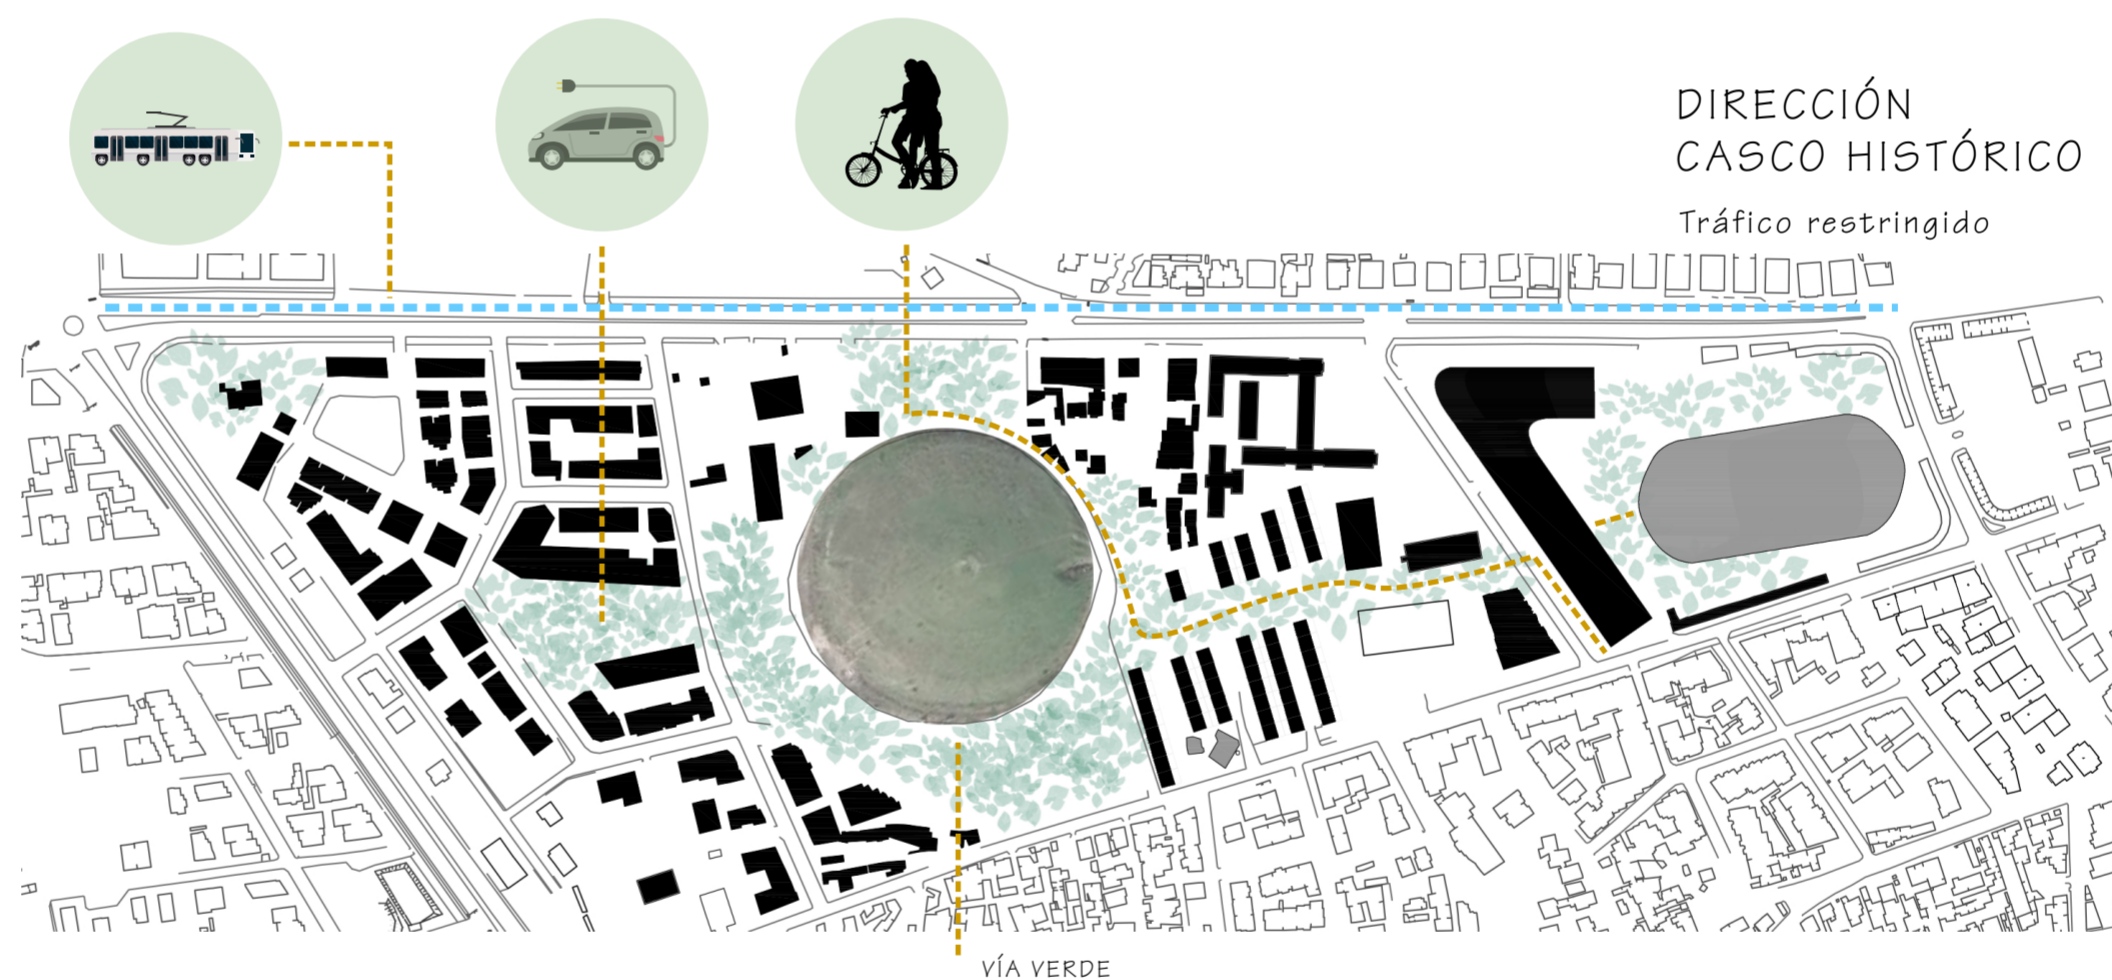 DIRECCIÓN
CASCO HISTÓRICO
Tráfico restringido
VÍA VERDE